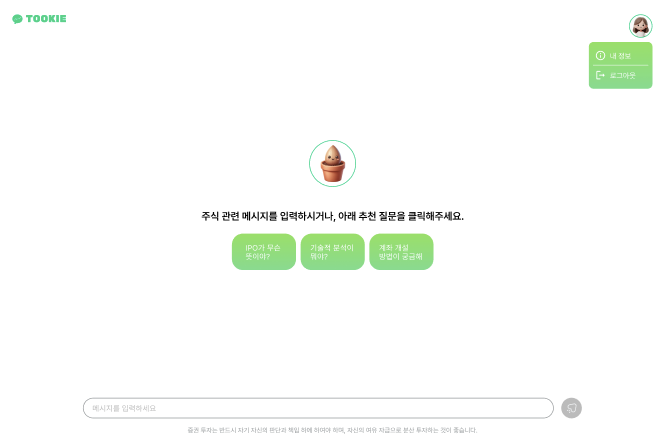 TOOKIE
내 정보
로그아웃
주식 관련 메시지를 입력하시거나, 아래 추천 질문을 클릭해주세요.
IPO가 무슨
뜻이야?
기술적 분석이
뭐야?
계좌 개설
방법이 궁금해
메시지를 입력하세요
증권 투자는 반드시 자기 자신의 판단과 책임 하에 하여야 하며, 자신의 여유 자금으로 분산 투자하는 것이 좋습니다.